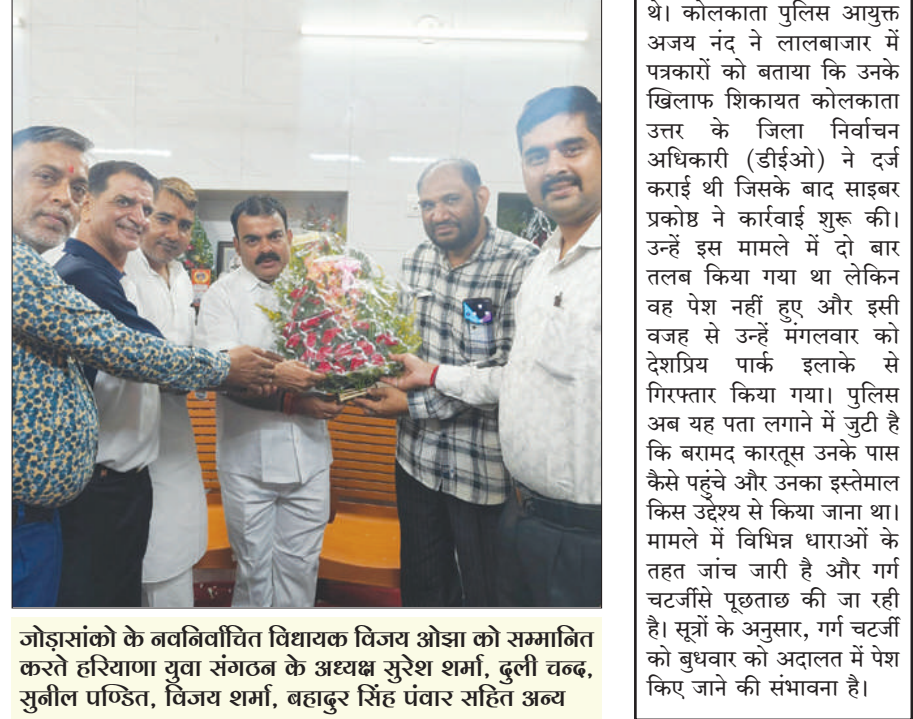 जोड़ासांको के नवनिर्वाचित विधायक विजय ओझा को सम्मानित
करते हरियाणा युवा संगठन के अध्यक्ष सुरेश शर्मा, दुली चन्द,
सुनील पण्डित, विजय शर्मा, बहादुर सिंह पंवार सहित अन्य
थे। कोलकाता पुलिस आयुक्त
अजय नंद ने लालबाजार में
पत्रकारों को बताया कि उनके
खिलाफ शिकायत कोलकाता
उत्तर के जिला निर्वाचन
अधिकारी (डीईओ) ने दर्ज
कराई थी जिसके बाद साइबर
प्रकोष्ठ ने कार्रवाई शुरू की।
उन्हें इस मामले में दो बार
तलब किया गया था लेकिन
वह पेश नहीं हुए और इसी
वजह से उन्हें मंगलवार को
देशप्रिय पार्क इलाके से
गिरफ्तार किया गया। पुलिस
अब यह पता लगाने में जुटी है
कि बरामद कारतूस उनके पास
कैसे पहुंचे और उनका इस्तेमाल
किस उद्देश्य से किया जाना था।
मामले में विभिन्न धाराओं के
तहत जांच जारी है और गर्ग
चटर्जीसे पूछताछ की जा रही
है। सूत्रों के अनुसार, गर्ग चटर्जी
को बुधवार को अदालत में पेश
किए जाने की संभावना है।